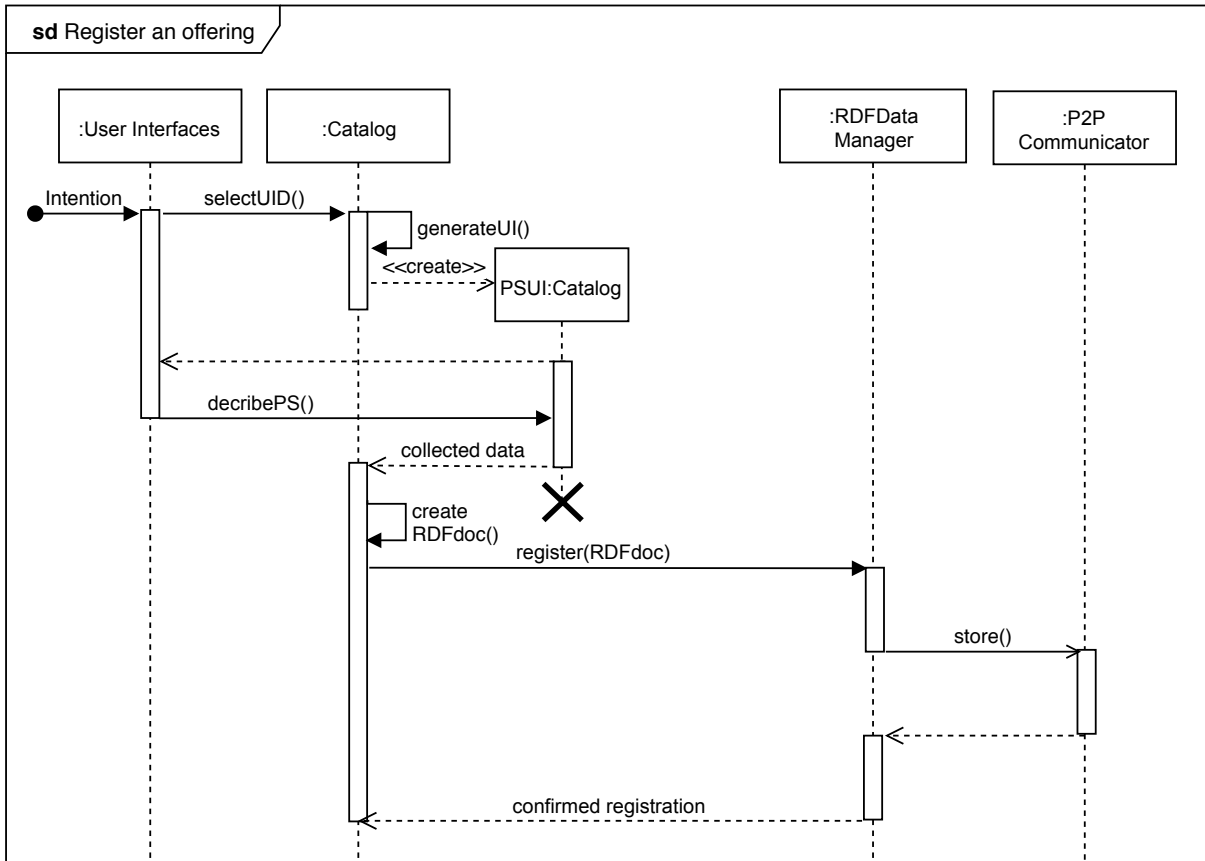 sd Register an offering
:User Interfaces
:Catalog
:RDFData
Manager
:P2P
Communicator
Intention
selectUID()
generateUI()
<<create>>
PSUI:Catalog
decribePS()
collected data
create
RDFdoc()
register(RDFdoc)
store()
confirmed registration